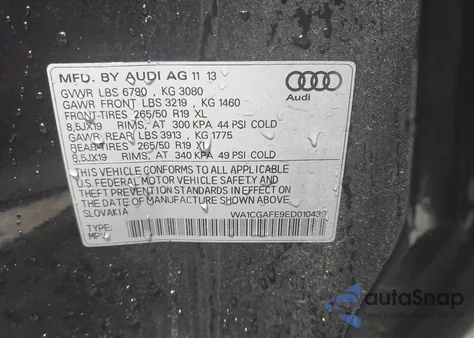 MFD. BY AUDI AG 11 13
GVWR LBS 6790 , KG 3080
GAWR FRONT LBS 3219 , KG 1460
FRONT-TIRES 265/50 R19 XL
8,5JX19 RIMS, AT 300 KPA 44 PSI COLD
GAWR REAR LBS 3913 , KG 1775
REAR-TIRES 265/50 R19 XL
8,5JX19 RIMS, AT 340 KPA 49 PSI COLD
THIS VEHICLE CONFORMS TO ALL APPLICABLE
U.S. FEDERAL MOTOR VEHICLE SAFETY AND
THEFT PREVENTION STANDARDS IN EFFECT ON
THE DATE OF MANUFACTURE SHOWN ABOVE.
SLOVAKIA WA1CGAFE9ED010439
TYPE:
MPV
Audi
autoSnap